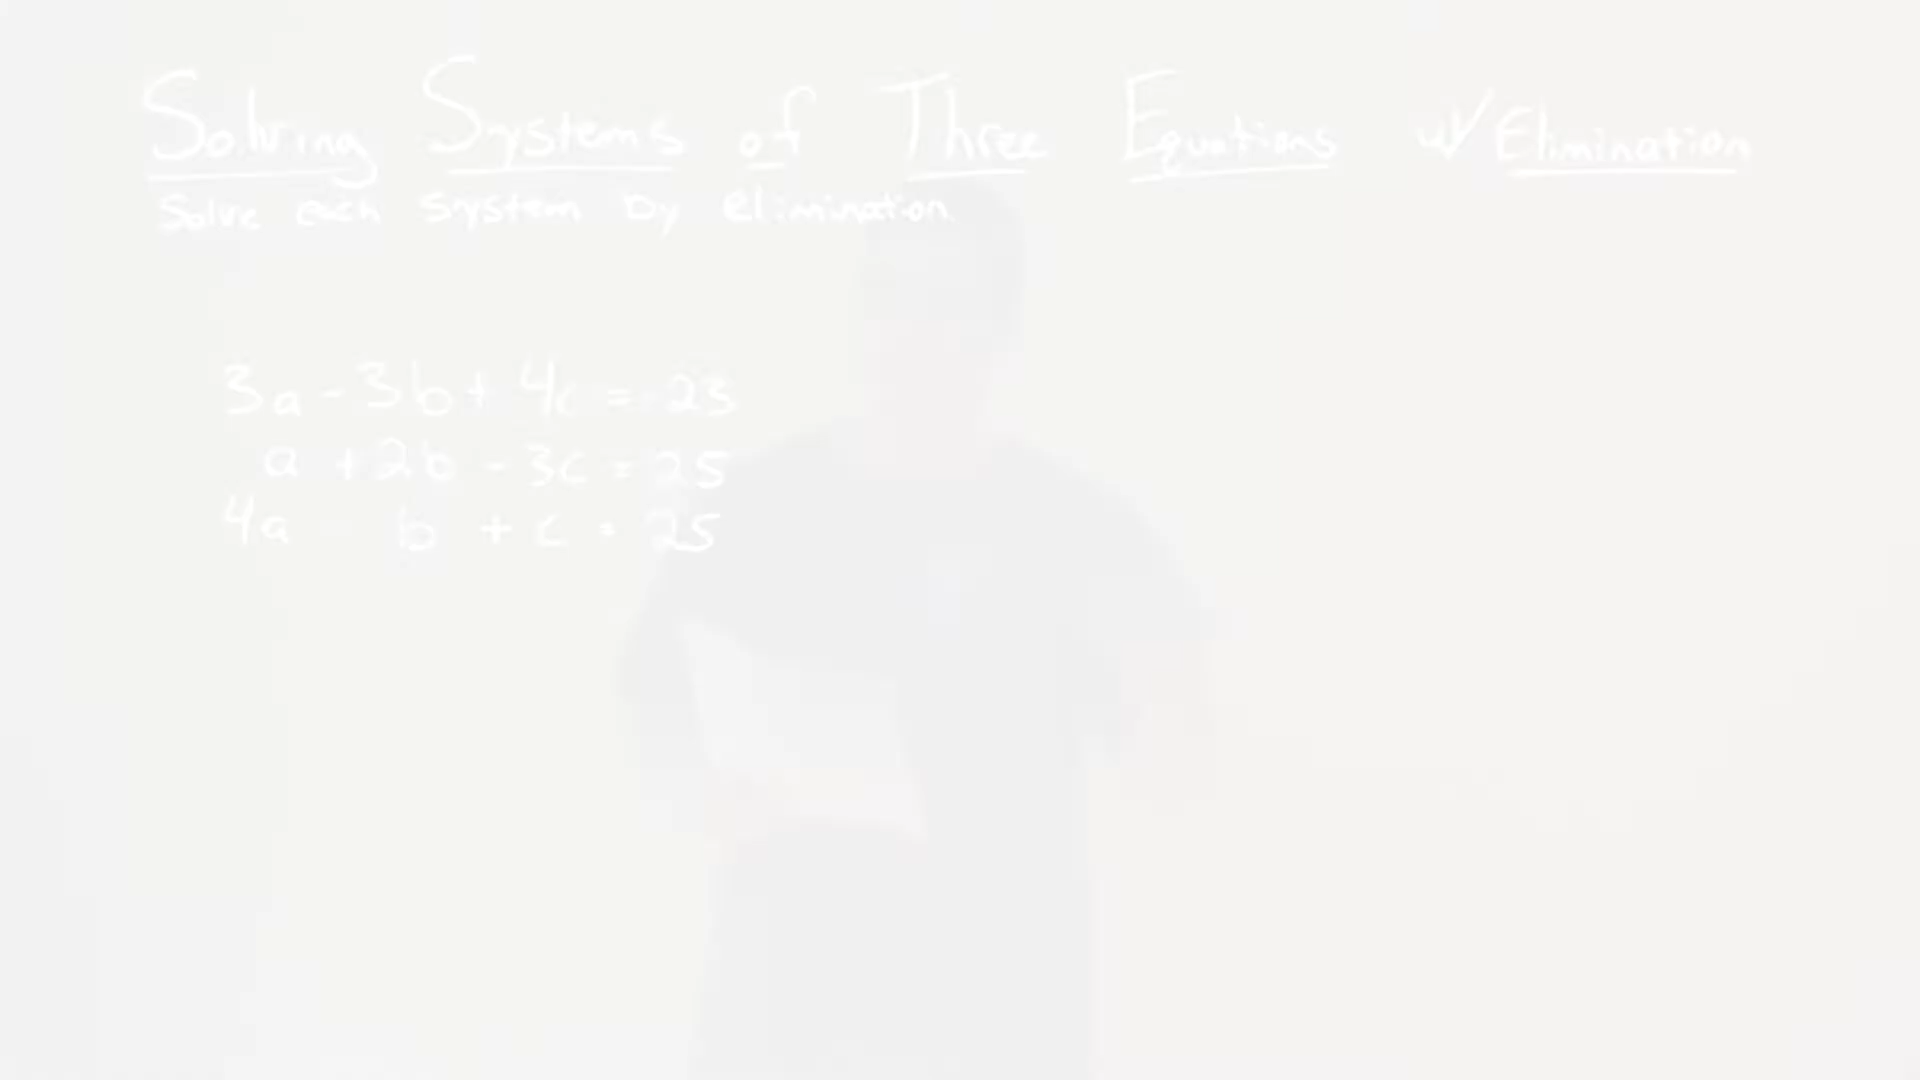 Solving Systems of Three Equations w/ Elimination
Solve each system by elimination.
3a - 3b + 4c = -23
a + 2b - 3c = 25
4a - b + c = 25